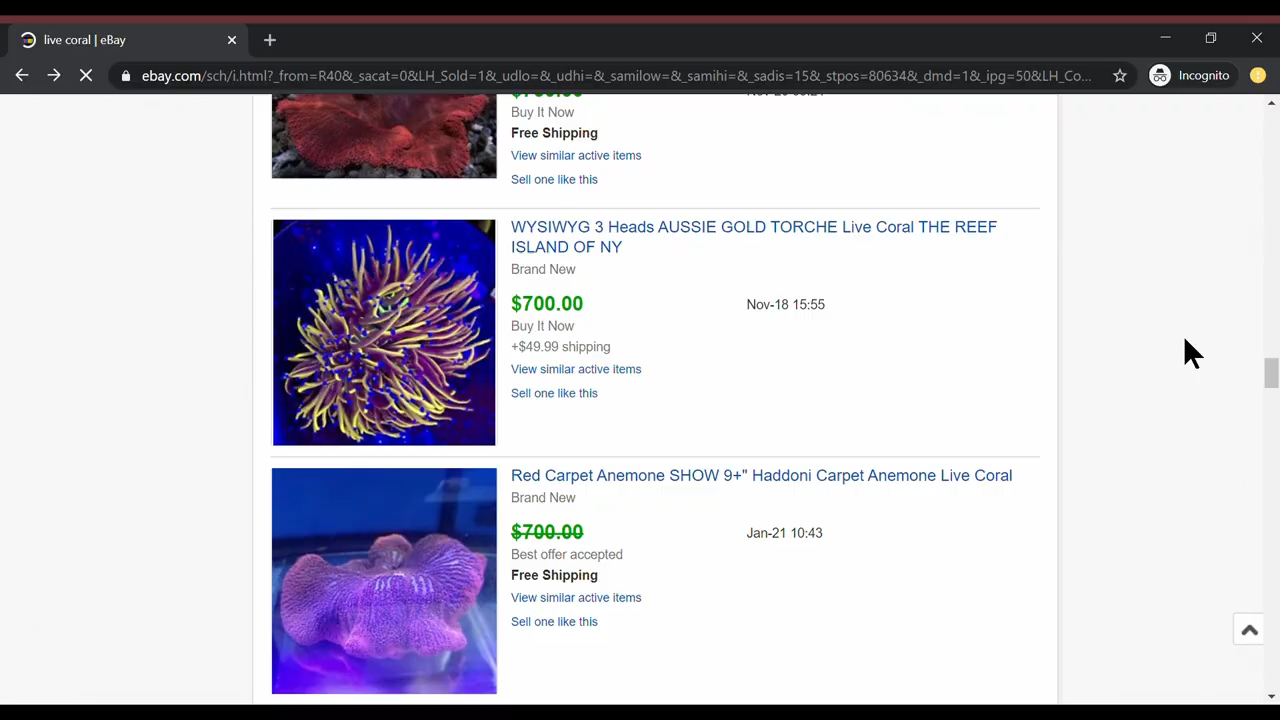 live coral | eBay
ebay.com/sch/i.html?_from=R40&_sacat=0&LH_Sold=1&_udlo=&_udhi=&_samilow=&_samihi=&_sadis=15&_stpos=80634&_dmd=1&_ipg=50&LH_Co...
Incognito
Buy It Now
Free Shipping
View similar active items
Sell one like this
WYSIWYG 3 Heads AUSSIE GOLD TORCHE Live Coral THE REEF
ISLAND OF NY
Brand New
$700.00 Nov-18 15:55
Buy It Now
+$49.99 shipping
View similar active items
Sell one like this
Red Carpet Anemone SHOW 9+" Haddoni Carpet Anemone Live Coral
Brand New
$700.00 Jan-21 10:43
Best offer accepted
Free Shipping
View similar active items
Sell one like this